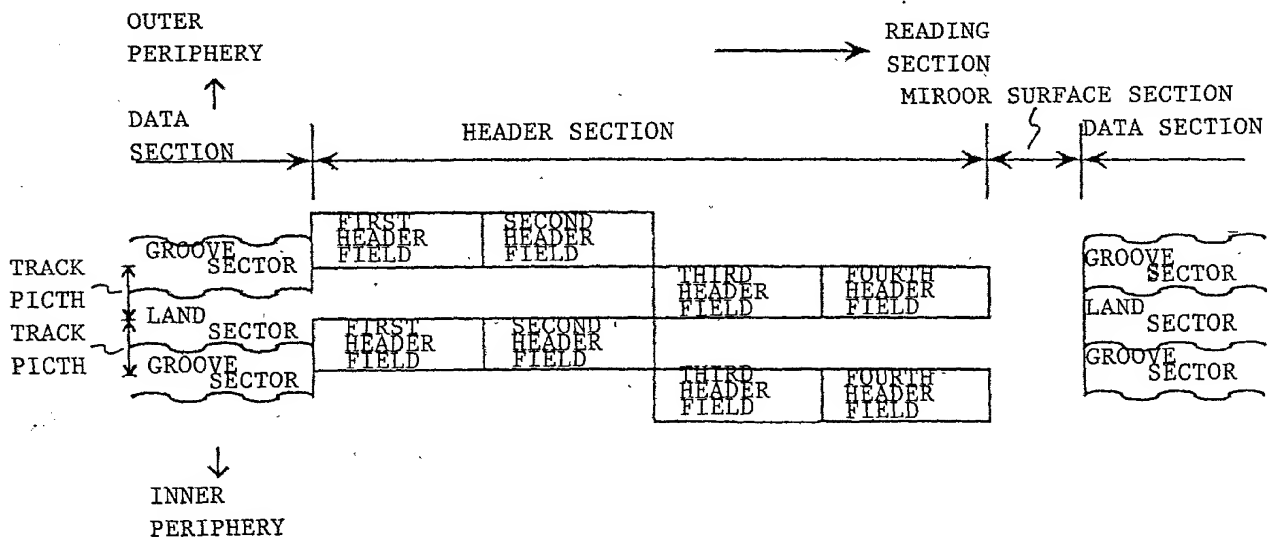 OUTER
PERIPHERY
READING
SECTION
MIROOR SURFACE SECTION
DATA
SECTION
HEADER SECTION
DATA SECTION
FIRST
HEADER
FIELD
SECOND
HEADER
FIELD
GROOVE
SECTOR
TRACK
PICTH
LAND
SECTOR
THIRD
HEADER
FIELD
FOURTH
HEADER
FIELD
GROOVE
SECTOR
LAND
SECTOR
TRACK
PICTH
GROOVE
SECTOR
FIRST
HEADER
FIELD
SECOND
HEADER
FIELD
GROOVE
SECTOR
THIRD
HEADER
FIELD
FOURTH
HEADER
FIELD
INNER
PERIPHERY